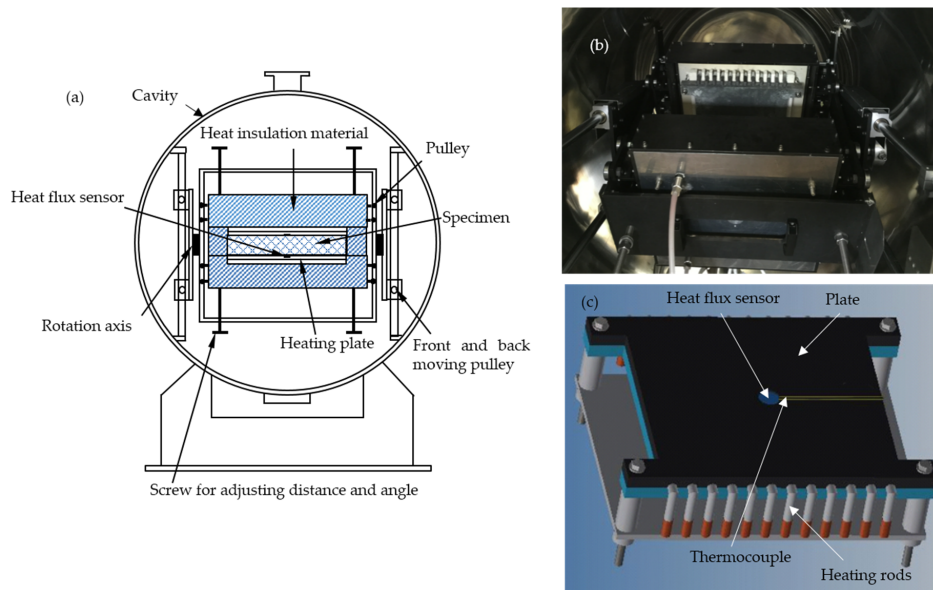 (a)
Cavity
Heat insulation material
Pulley
Heat flux sensor
Specimen
Rotation axis
Heating plate
Front and back
moving pulley
Screw for adjusting distance and angle
(b)
(c)
Heat flux sensor
Plate
Thermocouple
Heating rods